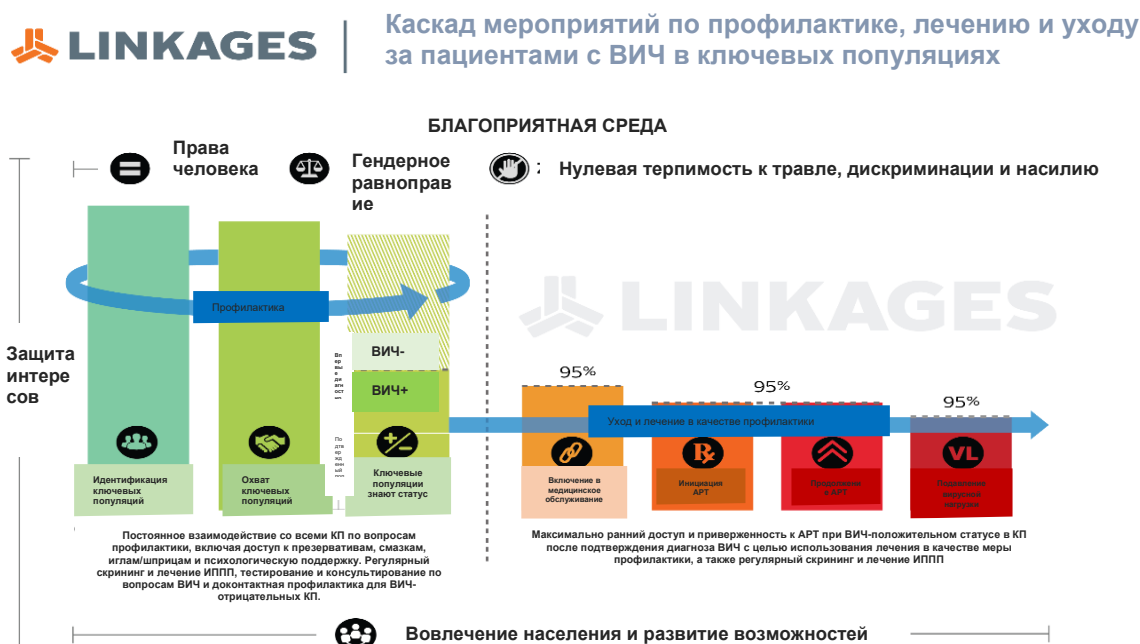 LINKAGES
Каскад мероприятий по профилактике, лечению и уходу
за пациентами с ВИЧ в ключевых популяциях
БЛАГОПРИЯТНАЯ СРЕДА
Права
человека
Гендерное
равноправ
ие
Нулевая терпимость к травле, дискриминации и насилию
Защита
интере
сов
LINKAGES
Профилактика
ВИЧ-
ВИЧ+
95%
95%
95%
Уход и лечение в качестве профилактики
Rx
VL
Идентификация
ключевых
популяций
Охват
ключевых
популяций
Ключевые
популяции
знают статус
Включение в
медицинское
обслуживание
Инициация
АРТ
Подавление
вирусной
нагрузки
Постоянное взаимодействие со всеми КП по вопросам
профилактики, включая доступ к презервативам, смазкам,
иглам/шприцам и психологическую поддержку. Регулярный
скрининг и лечение ИППП, тестирование и консультирование по
вопросам ВИЧ и доконтактная профилактика для ВИЧ-
отрицательных КП.
Максимально ранний доступ и приверженность к АРТ при ВИЧ-положительном статусе в КП
после подтверждения диагноза ВИЧ с целью использования лечения в качестве меры
профилактики, а также регулярный скрининг и лечение ИППП
Вовлечение населения и развитие возможностей